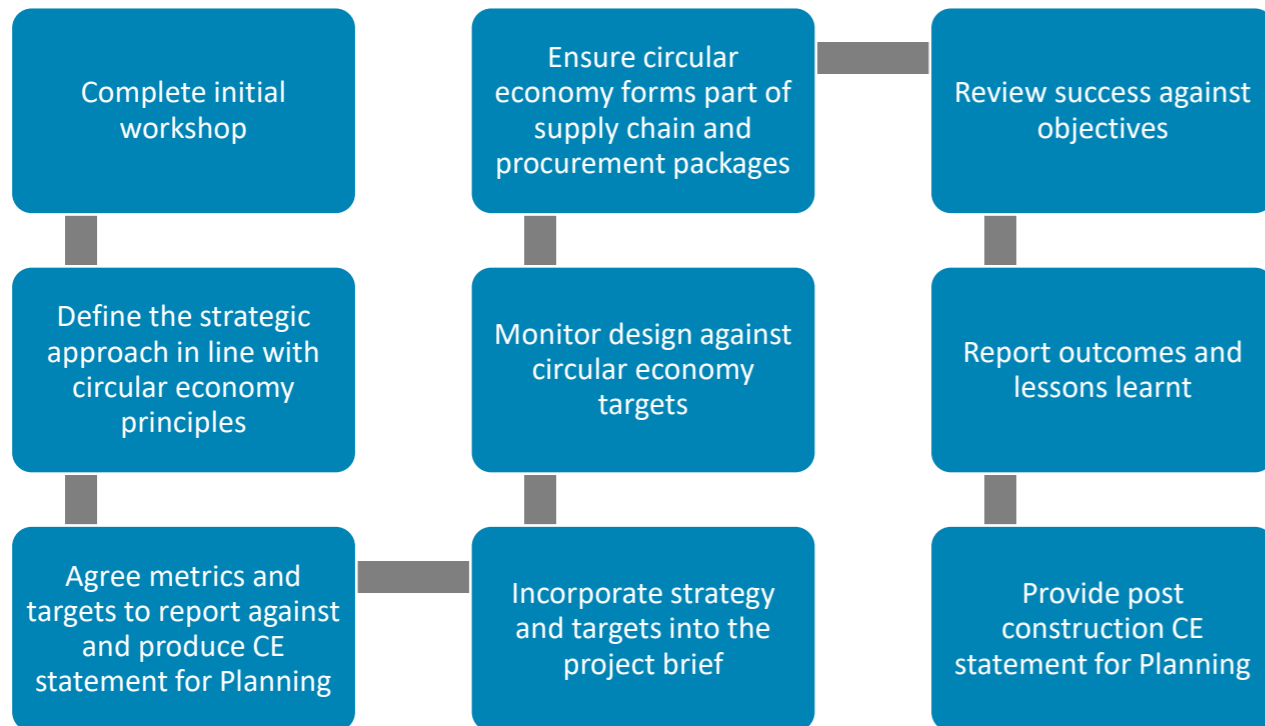 Complete initial
workshop
Define the strategic
approach in line with
circular economy
principles
Agree metrics and
targets to report against
and produce CE
statement for Planning
Incorporate strategy
and targets into the
project brief
Monitor design against
circular economy
targets
Ensure circular
economy forms part of
supply chain and
procurement packages
Review success against
objectives
Report outcomes and
lessons learnt
Provide post
construction CE
statement for Planning